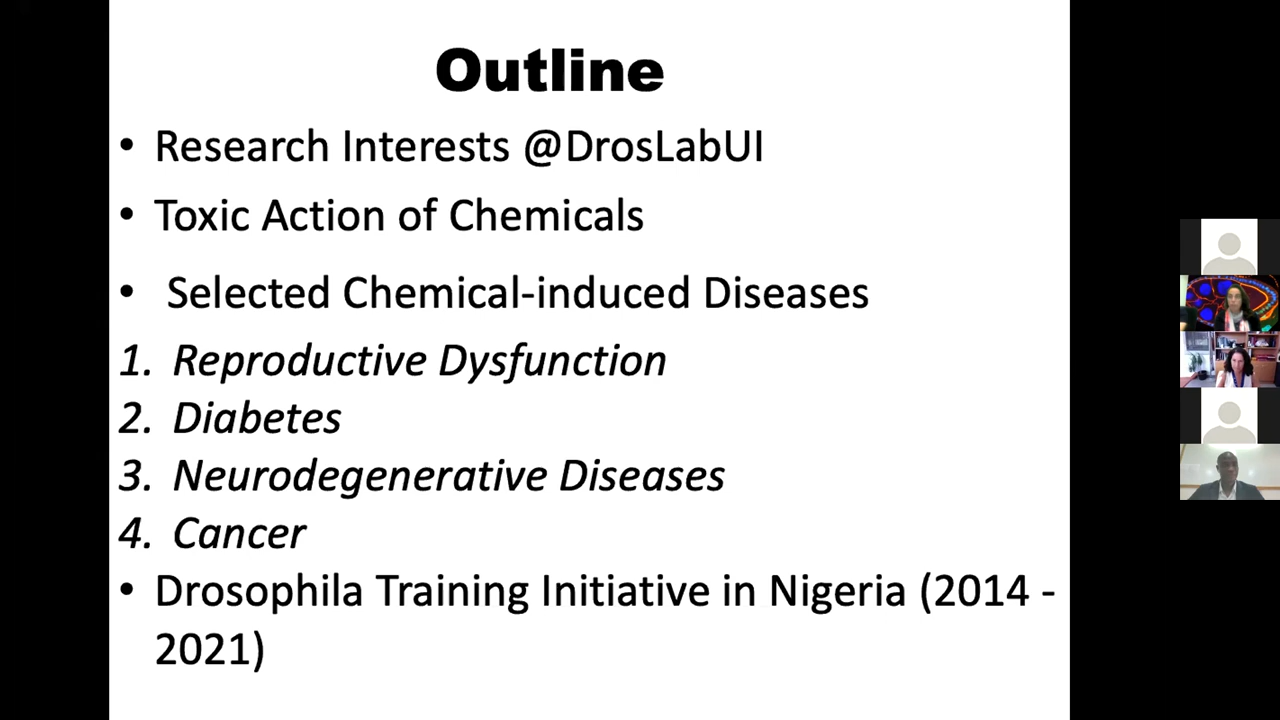 Outline
• Research Interests @DrosLabUI
• Toxic Action of Chemicals
• Selected Chemical-induced Diseases
1. Reproductive Dysfunction
2. Diabetes
3. Neurodegenerative Diseases
4. Cancer
• Drosophila Training Initiative in Nigeria (2014 -
2021)